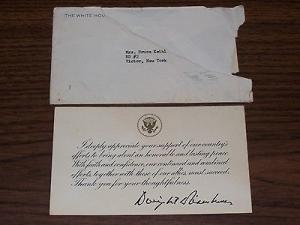 THE WHITE HOU
Mrs. Bruce Keihl
RD #2
Victor, New York
I deeply appreciate your support of our country's
efforts to bring about an honorable and lasting peace.
With faith and confidence, our continued and combined
efforts, together with those of our allies, must succeed.
Thank you for your thoughtfulness.
Dwight D Eisenhower